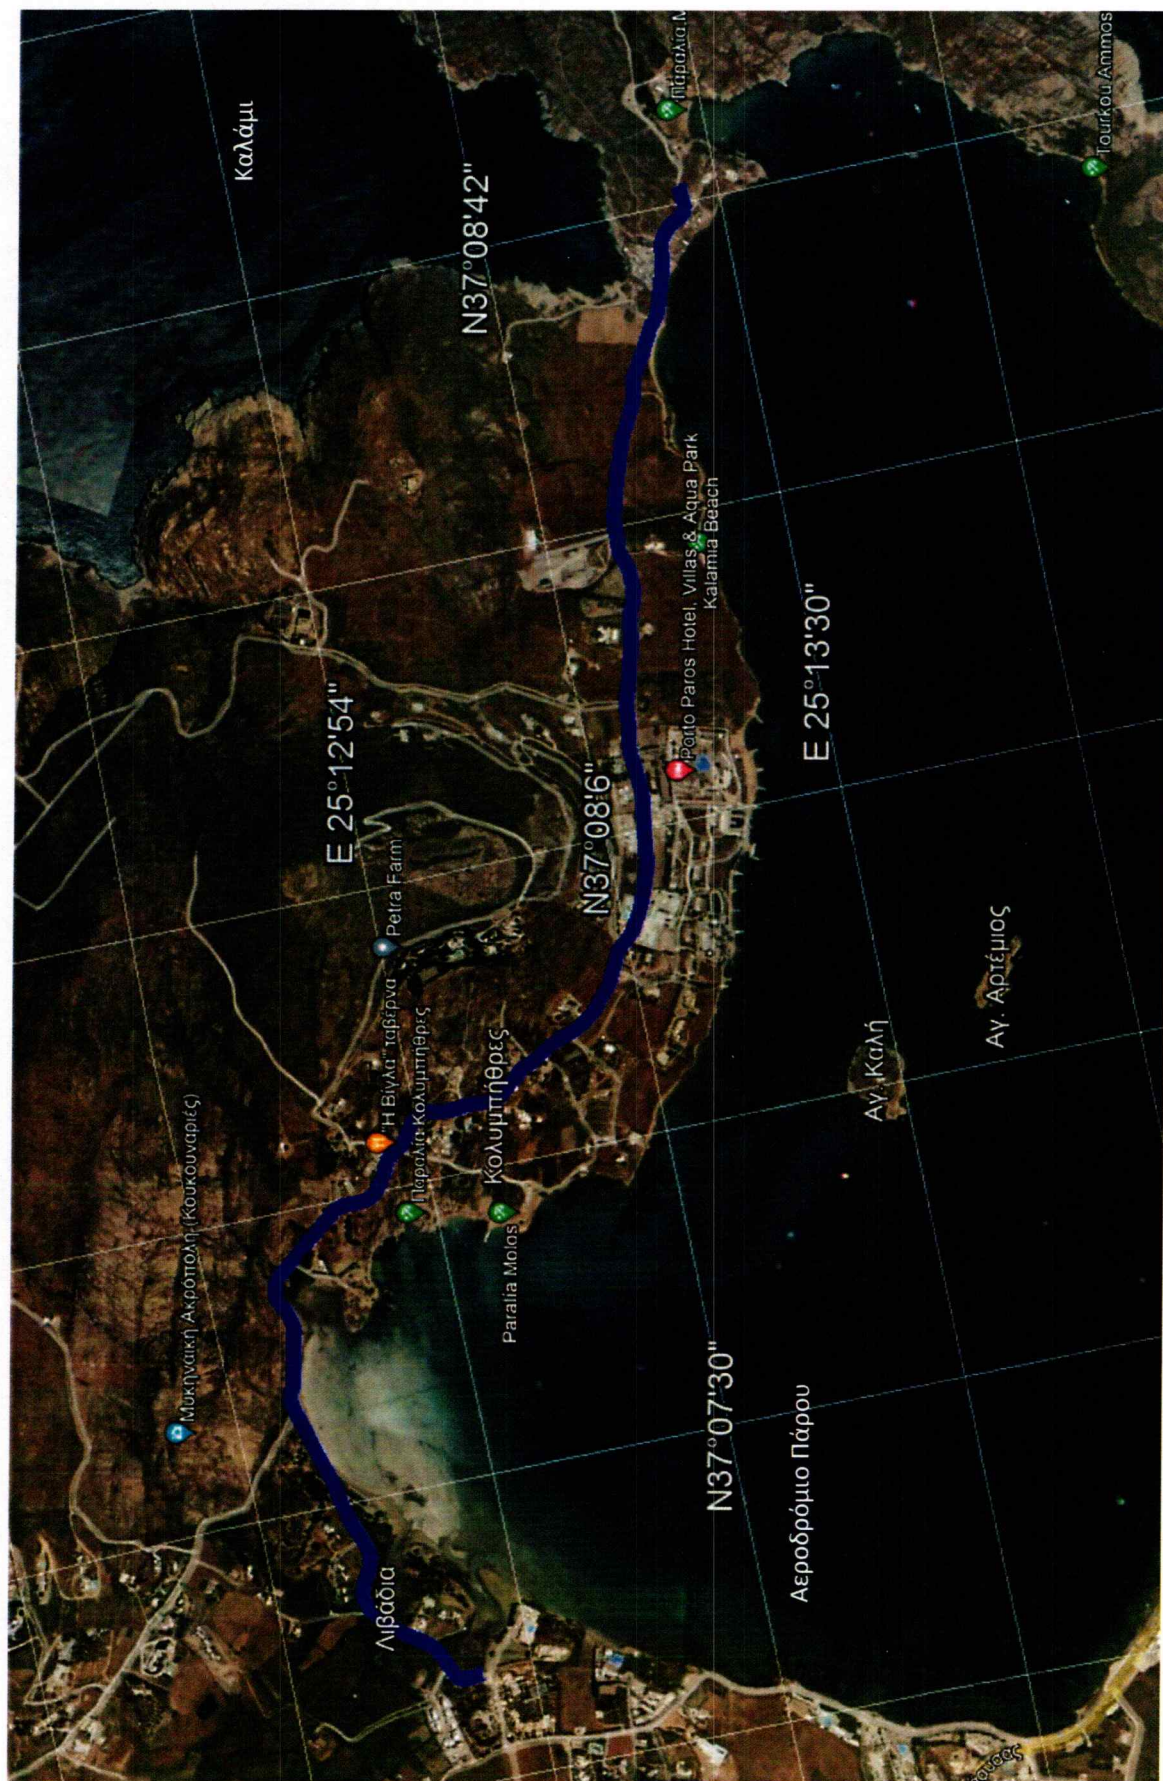 Καλάμι
N37°08'42"
Παραλία Μ
Tourkou Ammos
E 25°12'54"
Porto Paros Hotel, Villas & Aqua Park
Kalamia Beach
N37°08'6"
E 25°13'30"
Petra Farm
"Η Βίγλα" ταβέρνα
Παραλία Κολυμπήθρες
Κολυμπήθρες
Αγ. Αρτέμιος
Αγ. Καλή
Μυκηναική Ακρόπολη (Κουκουναριές)
Paralia Molos
N37°07'30"
Αεροδρόμιο Πάρου
Λιβάδια